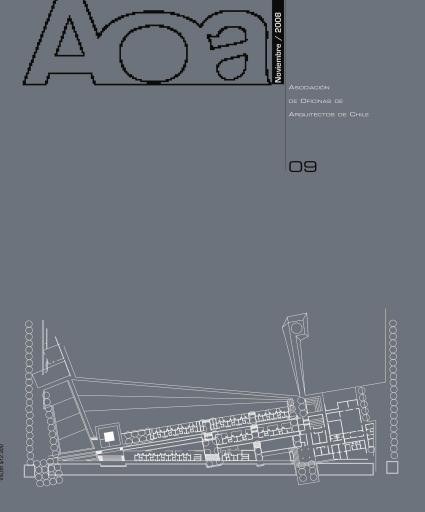 Aoa
Noviembre / 2008
Asociación
de Oficinas de
Arquitectos de Chile
09